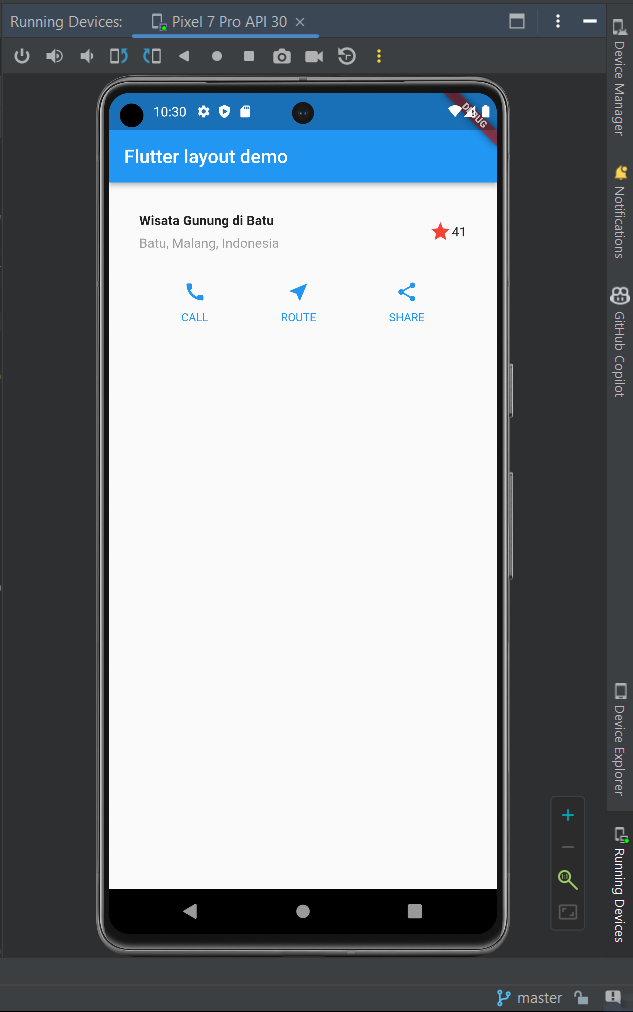 Running Devices:
Pixel 7 Pro API 30
10:30
DEBUG
Flutter layout demo
Wisata Gunung di Batu
Batu, Malang, Indonesia
41
CALL
ROUTE
SHARE
Device Manager
Notifications
GitHub Copilot
Device Explorer
Running Devices
master